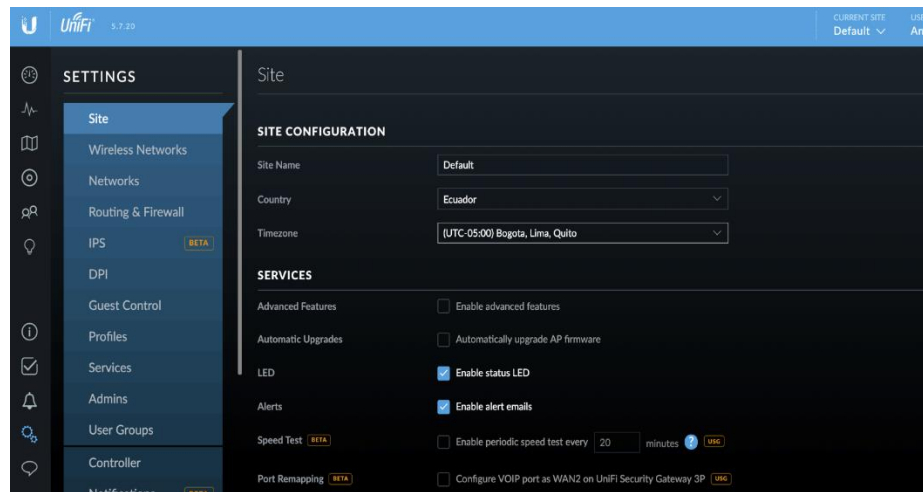 U UniFi 5.7.20 CURRENT SITE
Default
SETTINGS
Site
Wireless Networks
Networks
Routing & Firewall
IPS BETA
DPI
Guest Control
Profiles
Services
Admins
User Groups
Controller
Notifications BETA
Site
SITE CONFIGURATION
Site Name Default
Country Ecuador
Timezone (UTC-05:00) Bogota, Lima, Quito
SERVICES
Advanced Features Enable advanced features
Automatic Upgrades Automatically upgrade AP firmware
LED Enable status LED
Alerts Enable alert emails
Speed Test BETA Enable periodic speed test every 20 minutes ? USG
Port Remapping BETA Configure VOIP port as WAN2 on UniFi Security Gateway 3P USG